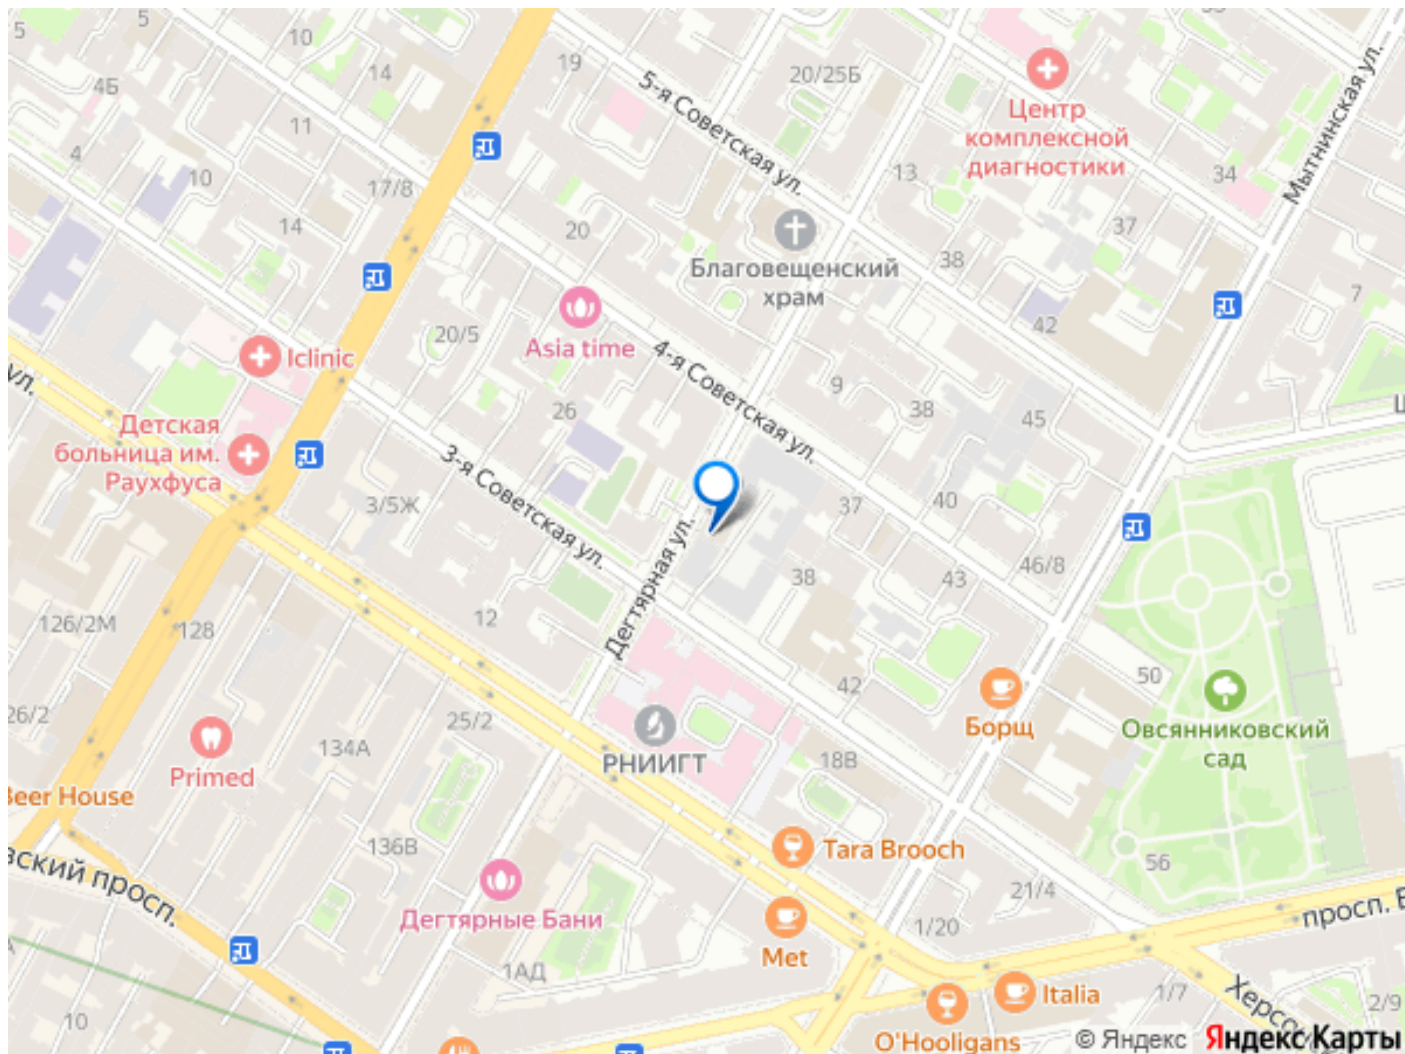 5
5
10
19
14
4Б
11
4
10
17/8
14
20
5-я Советская ул.
20/25Б
Центр
комплексной
диагностики
13
34
Мытнинская ул.
37
38
42
7
Благовещенский
храм
Asia time
20/5
Iclinic
4-я Советская ул.
9
38
45
26
ул.
Детская
больница им.
Раухфуса
3-я Советская ул.
3/5Ж
Дегтярная ул.
37
40
46/8
43
38
12
126/2М
128
42
50
Борщ
Овсянниковский
сад
26/2
25/2
134А
Primed
РНИИГТ
18В
Beer House
136В
Tara Brooch
56
21/4
1/20
Дегтярные Бани
Met
1АД
просп.
Italia
1/7
2/9
10
O'Hooligans
© Яндекс Яндекс Карты